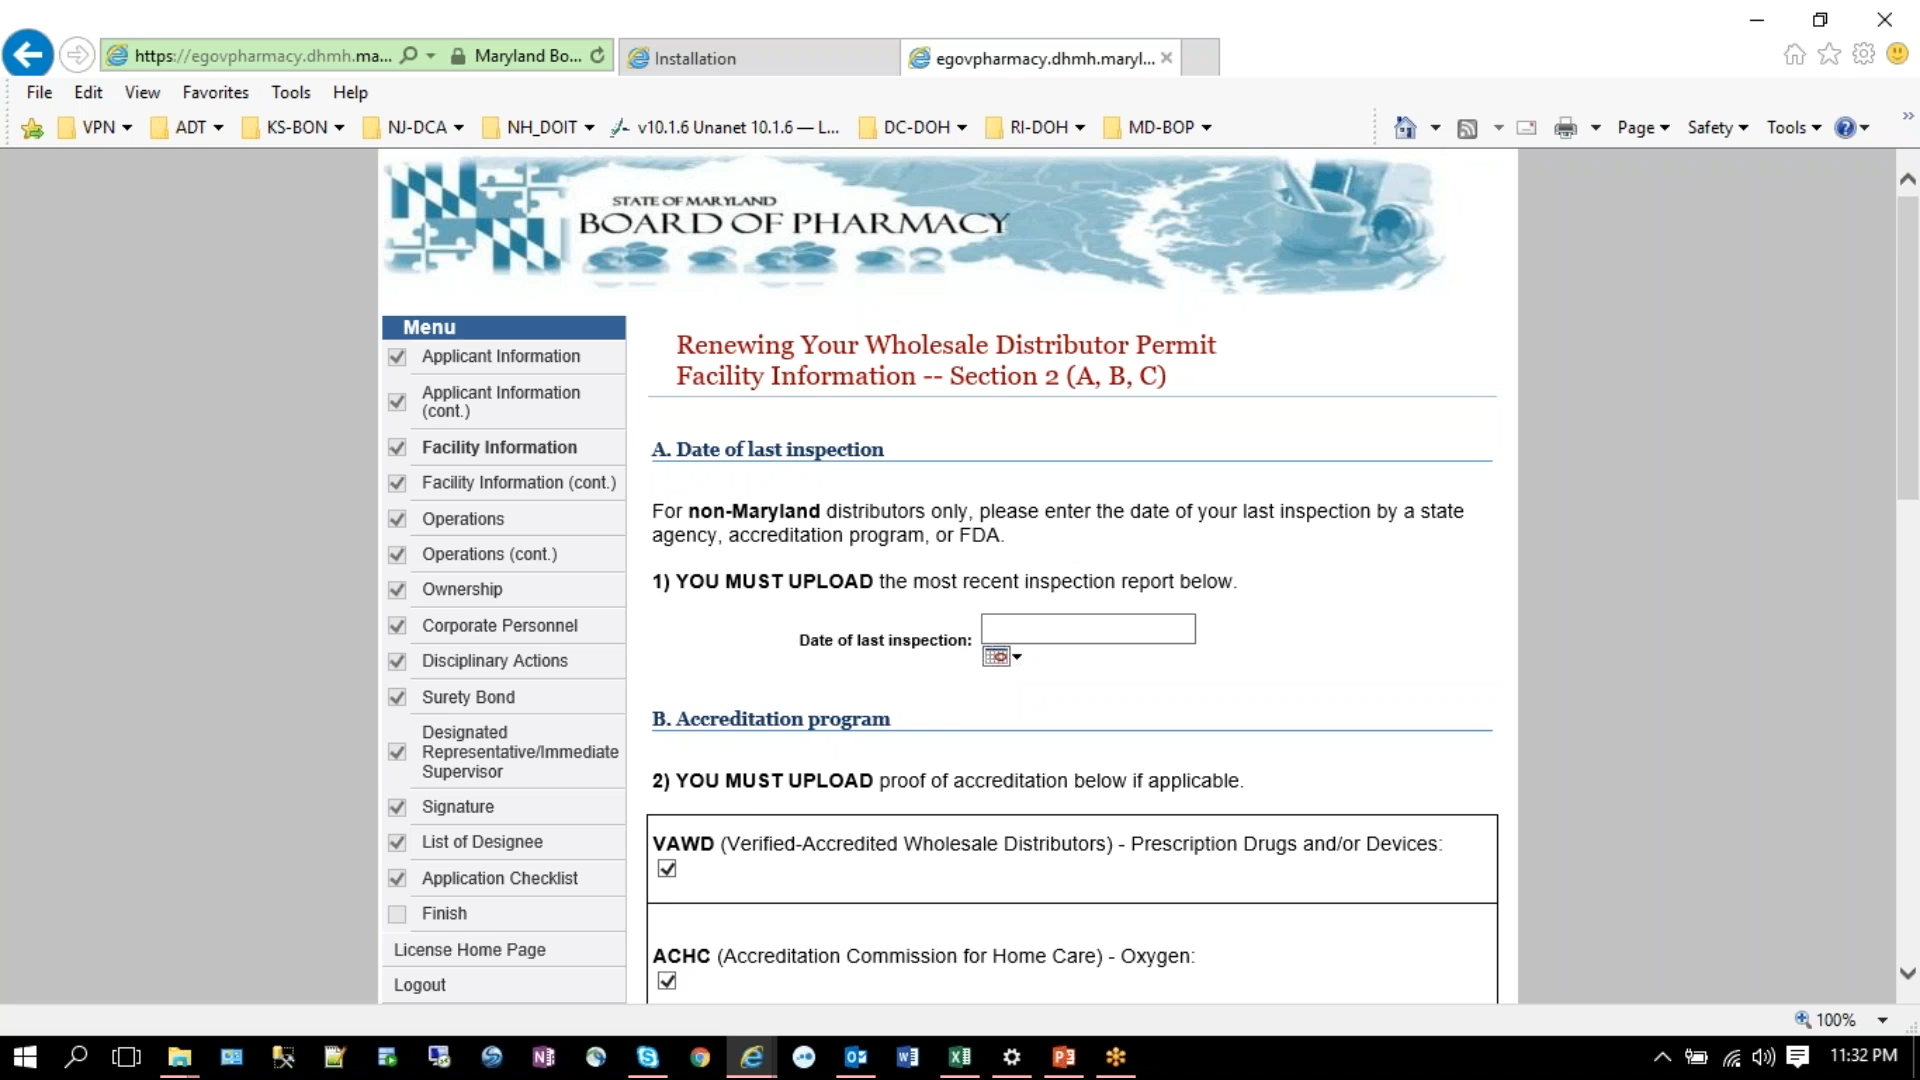 https://egovpharmacy.dhmh.ma...
Maryland Bo...
Installation
egovpharmacy.dhmh.maryl...
File Edit View Favorites Tools Help
VPN ADT KS-BON NJ-DCA NH_DOIT v10.1.6 Unanet 10.1.6 — L... DC-DOH RI-DOH MD-BOP
Page Safety Tools
STATE OF MARYLAND
BOARD OF PHARMACY
Menu
Applicant Information
Applicant Information
(cont.)
Facility Information
Facility Information (cont.)
Operations
Operations (cont.)
Ownership
Corporate Personnel
Disciplinary Actions
Surety Bond
Designated
Representative/Immediate
Supervisor
Signature
List of Designee
Application Checklist
Finish
License Home Page
Logout
Renewing Your Wholesale Distributor Permit
Facility Information -- Section 2 (A, B, C)
A. Date of last inspection
For non-Maryland distributors only, please enter the date of your last inspection by a state
agency, accreditation program, or FDA.
1) YOU MUST UPLOAD the most recent inspection report below.
Date of last inspection:
B. Accreditation program
2) YOU MUST UPLOAD proof of accreditation below if applicable.
VAWD (Verified-Accredited Wholesale Distributors) - Prescription Drugs and/or Devices:
ACHC (Accreditation Commission for Home Care) - Oxygen:
100%
11:32 PM